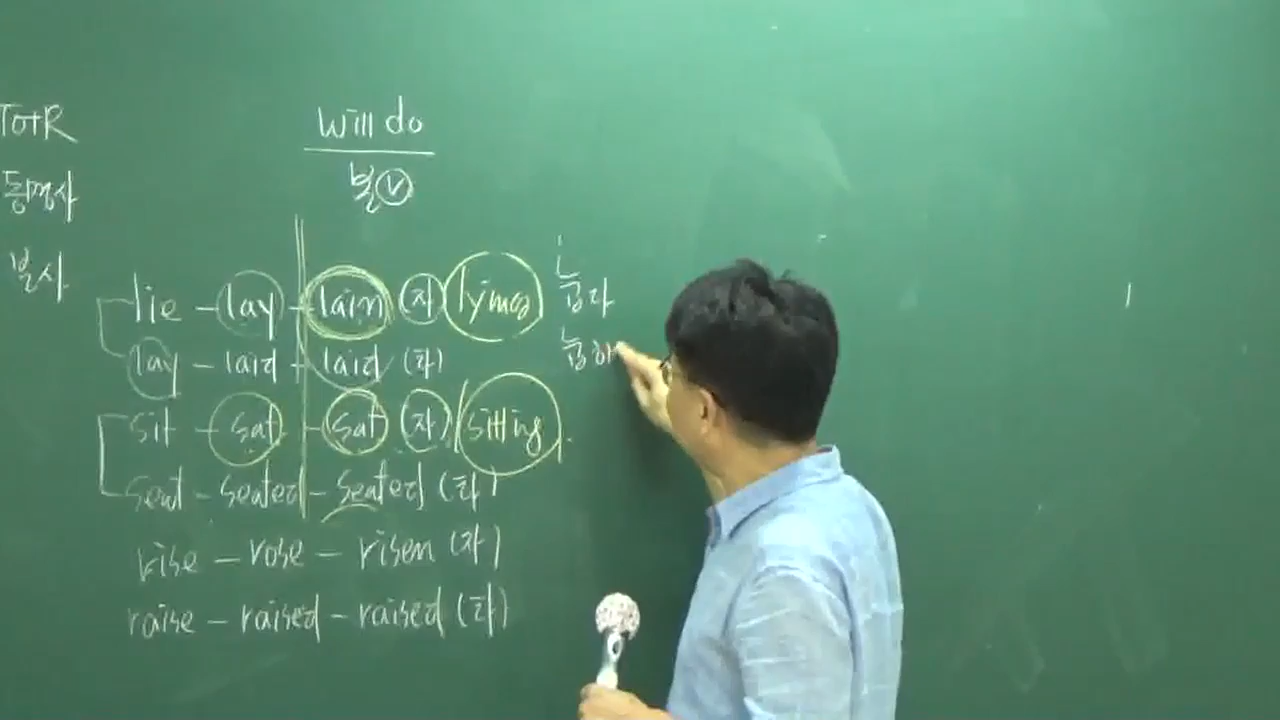 TotR
will do
동명사
본ⓥ
분사
lie - lay - lain (자) lying 눕다
lay - laid - laid (타) 눕히
sit - sat - sat (자) sitting
seat - seated - seated (타)
rise - rose - risen (자)
raise - raised - raised (타)